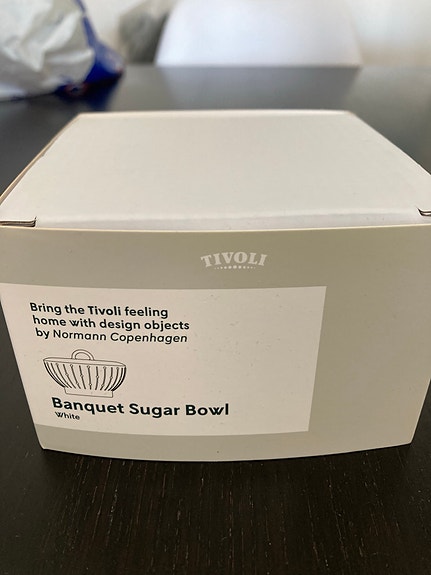 TIVOLI
Bring the Tivoli feeling
home with design objects
by Normann Copenhagen
Banquet Sugar Bowl
White